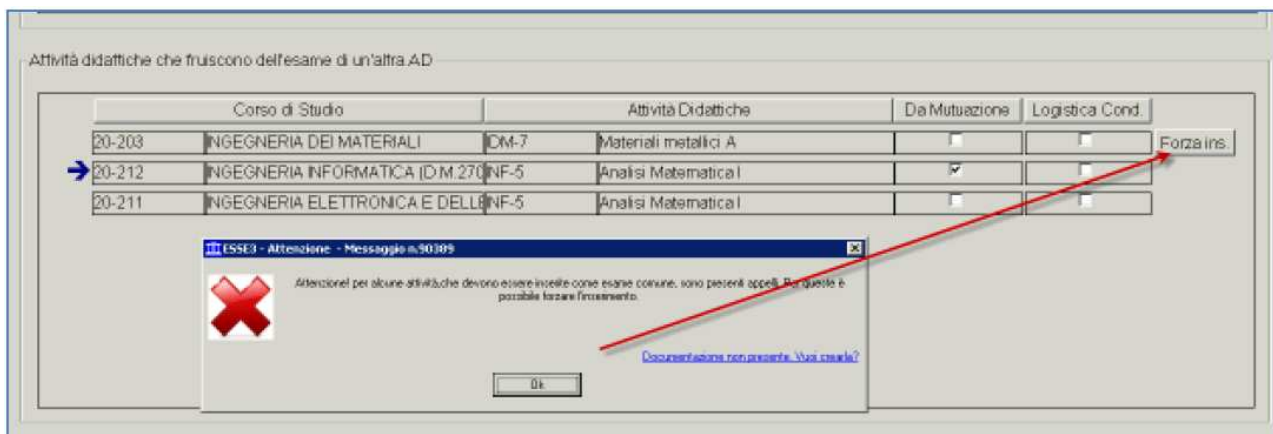 Attività didattiche che fruiscono dell'esame di un'altra AD
Corso di Studio Attività Didattiche Da Mutuazione Logistica Cond.
20-203 INGEGNERIA DEI MATERIALI IDM-7 Materiali metallici A Forza ins.
20-212 INGEGNERIA INFORMATICA (D.M.270 INF-5 Analisi Matematica I
20-211 INGEGNERIA ELETTRONICA E DELLE INF-5 Analisi Matematica I
ESSE3 - Attenzione - Messaggio n.90389
Attenzione! per alcune attività,che devono essere inserite come esame comune, sono presenti appelli. Per queste è
possibile forzare l'inserimento.
Documentazione non presente. Vuoi crearla?
Ok